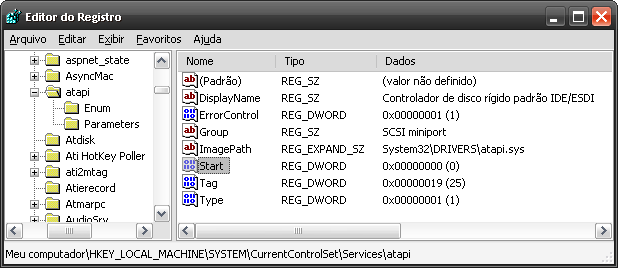 Editor do Registro
Arquivo Editar Exibir Favoritos Ajuda
aspnet_state
AsyncMac
atapi
Enum
Parameters
Atdisk
Ati HotKey Poller
ati2mtag
Atierecord
Atmarpc
AudioSrv
Nome Tipo Dados
(Padrão) REG_SZ (valor não definido)
DisplayName REG_SZ Controlador de disco rígido padrão IDE/ESDI
ErrorControl REG_DWORD 0x00000001 (1)
Group REG_SZ SCSI miniport
ImagePath REG_EXPAND_SZ System32\DRIVERS\atapi.sys
Start REG_DWORD 0x00000000 (0)
Tag REG_DWORD 0x00000019 (25)
Type REG_DWORD 0x00000001 (1)
Meu computador\HKEY_LOCAL_MACHINE\SYSTEM\CurrentControlSet\Services\atapi